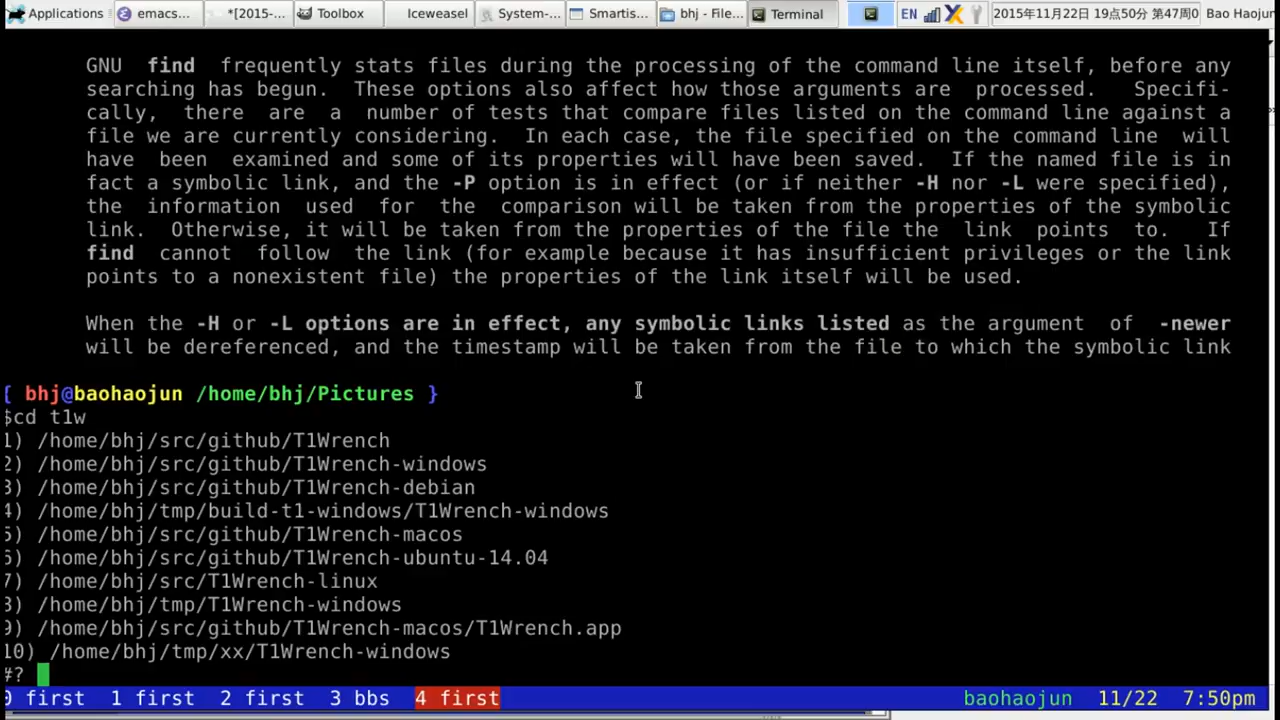 Applications emacs... *[2015-... Toolbox Iceweasel System-... Smartis... bhj - File... Terminal EN 2015年11月22日 19点50分 第47周0 Bao Haojun
GNU find frequently stats files during the processing of the command line itself, before any
searching has begun. These options also affect how those arguments are processed. Specifi-
cally, there are a number of tests that compare files listed on the command line against a
file we are currently considering. In each case, the file specified on the command line will
have been examined and some of its properties will have been saved. If the named file is in
fact a symbolic link, and the -P option is in effect (or if neither -H nor -L were specified),
the information used for the comparison will be taken from the properties of the symbolic
link. Otherwise, it will be taken from the properties of the file the link points to. If
find cannot follow the link (for example because it has insufficient privileges or the link
points to a nonexistent file) the properties of the link itself will be used.
When the -H or -L options are in effect, any symbolic links listed as the argument of -newer
will be dereferenced, and the timestamp will be taken from the file to which the symbolic link
[ bhj@baohaojun /home/bhj/Pictures }
$cd t1w
1) /home/bhj/src/github/T1Wrench
2) /home/bhj/src/github/T1Wrench-windows
3) /home/bhj/src/github/T1Wrench-debian
4) /home/bhj/tmp/build-t1-windows/T1Wrench-windows
5) /home/bhj/src/github/T1Wrench-macos
6) /home/bhj/src/github/T1Wrench-ubuntu-14.04
7) /home/bhj/src/T1Wrench-linux
8) /home/bhj/tmp/T1Wrench-windows
9) /home/bhj/src/github/T1Wrench-macos/T1Wrench.app
10) /home/bhj/tmp/xx/T1Wrench-windows
#?
0 first 1 first 2 first 3 bbs 4 first baohaojun 11/22 7:50pm